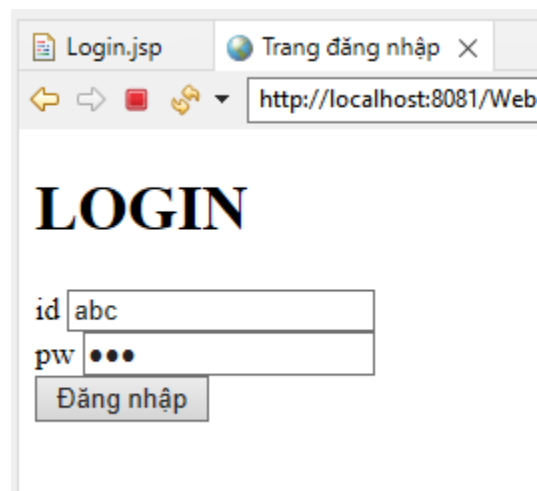 Login.jsp
Trang đăng nhập
http://localhost:8081/Web
LOGIN
id abc
pw •••
Đăng nhập